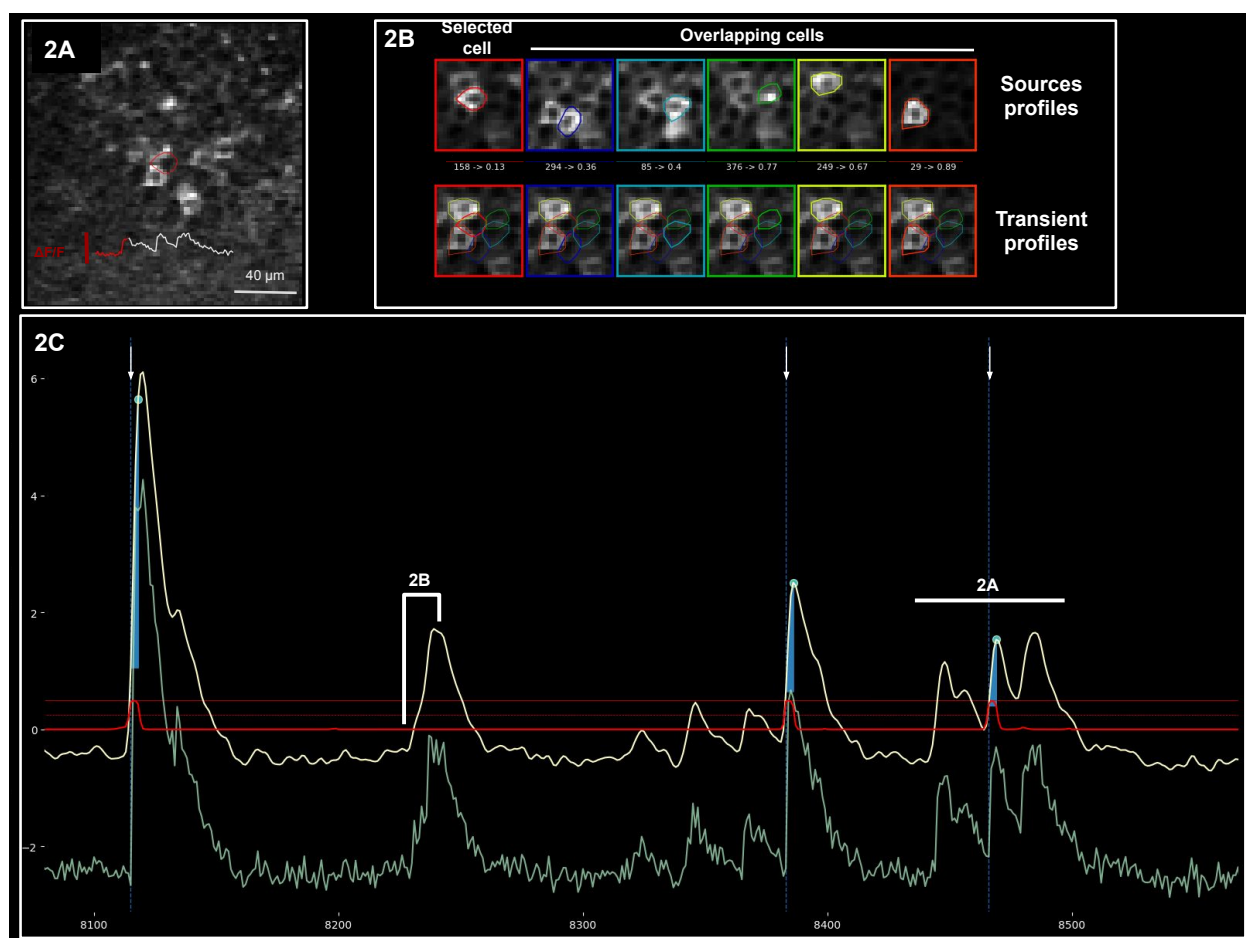 2A
ΔF/F
40 µm
2B
Selected
cell
Overlapping cells
Sources
profiles
158 -> 0.13
294 -> 0.36
85 -> 0.4
376 -> 0.77
249 -> 0.67
29 -> 0.89
Transient
profiles
2C
6
4
2
0
−2
2B
2A
8100
8200
8300
8400
8500